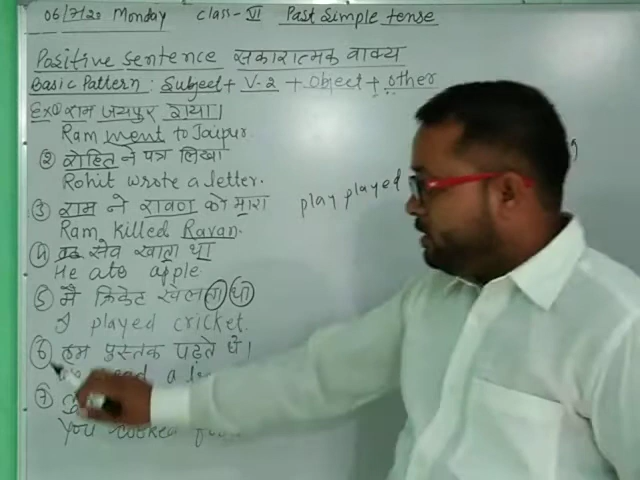 06/7/20 Monday class-VI Past Simple tense
Positive sentence सकारात्मक वाक्य
Basic Pattern: Subject + V-2 + Object + other
Ex① राम जयपुर गया।
Ram went to Jaipur.
② रोहित ने पत्र लिखा
Rohit wrote a letter.
③ राम ने रावण को मारा
Ram killed Ravan.
play played
④ वह सेव खाता था
He ate apple.
⑤ मैं क्रिकेट खेलता था
I played cricket.
⑥ हम पुस्तक पढ़ते थे।
⑦
You cooked